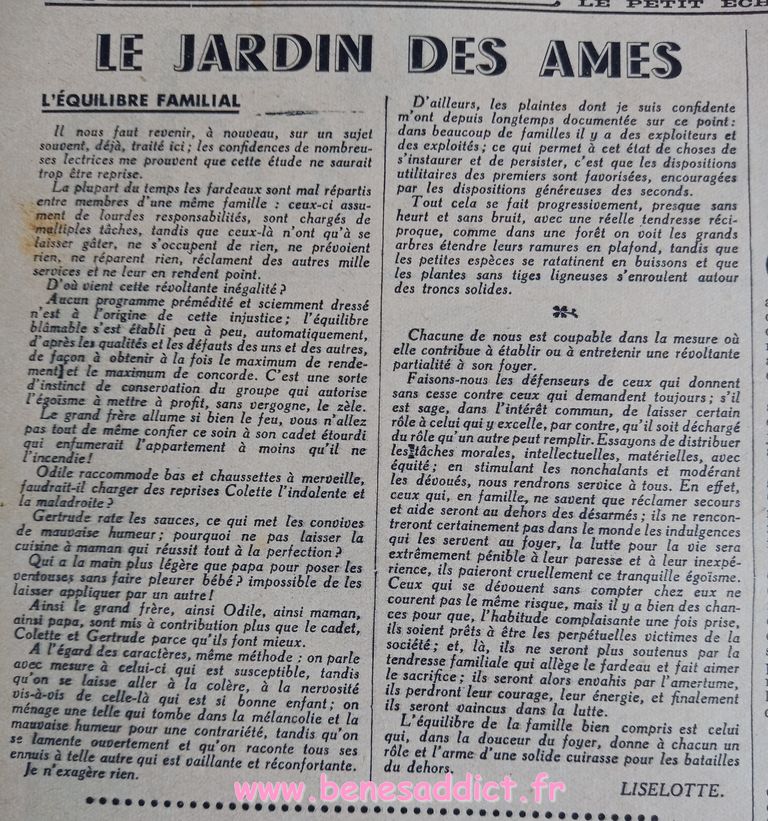 LE PETIT ÉCH
LE JARDIN DES AMES
L'ÉQUILIBRE FAMILIAL
Il nous faut revenir, à nouveau, sur un sujet
souvent, déjà, traité ici ; les confidences de nombreu-
ses lectrices me prouvent que cette étude ne saurait
trop être reprise.
La plupart du temps les fardeaux sont mal répartis
entre membres d'une même famille : ceux-ci assu-
ment de lourdes responsabilités, sont chargés de
multiples tâches, tandis que ceux-là n'ont qu'à se
laisser gâter, ne s'occupent de rien, ne prévoient
rien, ne réparent rien, réclament des autres mille
services et ne leur en rendent point.
D'où vient cette révoltante inégalité ?
Aucun programme prémédité et sciemment dressé
n'est à l'origine de cette injustice ; l'équilibre
blâmable s'est établi peu à peu, automatiquement,
d'après les qualités et les défauts des uns et des autres,
de façon à obtenir à la fois le maximum de rende-
ment et le maximum de concorde. C'est une sorte
d'instinct de conservation du groupe qui autorise
l'égoïsme à mettre à profit, sans vergogne, le zèle.
Le grand frère allume si bien le feu, vous n'allez
pas tout de même confier ce soin à son cadet étourdi
qui enfumerait l'appartement à moins qu'il ne
l'incendie !
Odile raccommode bas et chaussettes à merveille,
faudrait-il charger des reprises Colette l'indolente et
la maladroite ?
Gertrude rate les sauces, ce qui met les convives
de mauvaise humeur ; pourquoi ne pas laisser la
cuisine à maman qui réussit tout à la perfection ?
Qui a la main plus légère que papa pour poser les
ventouses sans faire pleurer bébé ? impossible de les
laisser appliquer par un autre !
Ainsi le grand frère, ainsi Odile, ainsi maman,
ainsi papa, sont mis à contribution plus que le cadet,
Colette et Gertrude parce qu'ils font mieux.
A l'égard des caractères, même méthode ; on parle
avec mesure à celui-ci qui est susceptible, tandis
qu'on se laisse aller à la colère, à la nervosité
vis-à-vis de celle-là qui est si bonne enfant ; on
ménage une telle qui tombe dans la mélancolie et la
mauvaise humeur pour une contrariété, tandis qu'on
se lamente ouvertement et qu'on raconte tous ses
ennuis à telle autre qui est vaillante et réconfortante.
Je n'exagère rien.
D'ailleurs, les plaintes dont je suis confidente
m'ont depuis longtemps documentée sur ce point :
dans beaucoup de familles il y a des exploiteurs et
des exploités ; ce qui permet à cet état de choses de
s'instaurer et de persister, c'est que les dispositions
utilitaires des premiers sont favorisées, encouragées
par les dispositions généreuses des seconds.
Tout cela se fait progressivement, presque sans
heurt et sans bruit, avec une réelle tendresse réci-
proque, comme dans une forêt on voit les grands
arbres étendre leurs ramures en plafond, tandis que
les petites espèces se ratatinent en buissons et que
les plantes sans tiges ligneuses s'enroulent autour
des troncs solides.
Chacune de nous est coupable dans la mesure où
elle contribue à établir ou à entretenir une révoltante
partialité à son foyer.
Faisons-nous les défenseurs de ceux qui donnent
sans cesse contre ceux qui demandent toujours ; s'il
est sage, dans l'intérêt commun, de laisser certain
rôle à celui qui y excelle, par contre, qu'il soit déchargé
du rôle qu'un autre peut remplir. Essayons de distribuer
les tâches morales, intellectuelles, matérielles, avec
équité ; en stimulant les nonchalants et modérant
les dévoués, nous rendrons service à tous. En effet,
ceux qui, en famille, ne savent que réclamer secours
et aide seront au dehors des désarmés ; ils ne rencon-
treront certainement pas dans le monde les indulgences
qui les servent au foyer, la lutte pour la vie sera
extrêmement pénible à leur paresse et à leur inexpé-
rience, ils paieront cruellement ce tranquille égoïsme.
Ceux qui se dévouent sans compter chez eux ne
courent pas le même risque, mais il y a bien des chan-
ces pour que, l'habitude complaisante une fois prise,
ils soient prêts à être les perpétuelles victimes de la
société ; et, là, ils ne seront plus soutenus par la
tendresse familiale qui allège le fardeau et fait aimer
le sacrifice ; ils seront alors envahis par l'amertume,
ils perdront leur courage, leur énergie, et finalement
ils seront vaincus dans la lutte.
L'équilibre de la famille bien compris est celui
qui, dans la douceur du foyer, donne à chacun un
rôle et l'arme d'une solide cuirasse pour les batailles
du dehors.
LISELOTTE.
www.benesaddict.fr